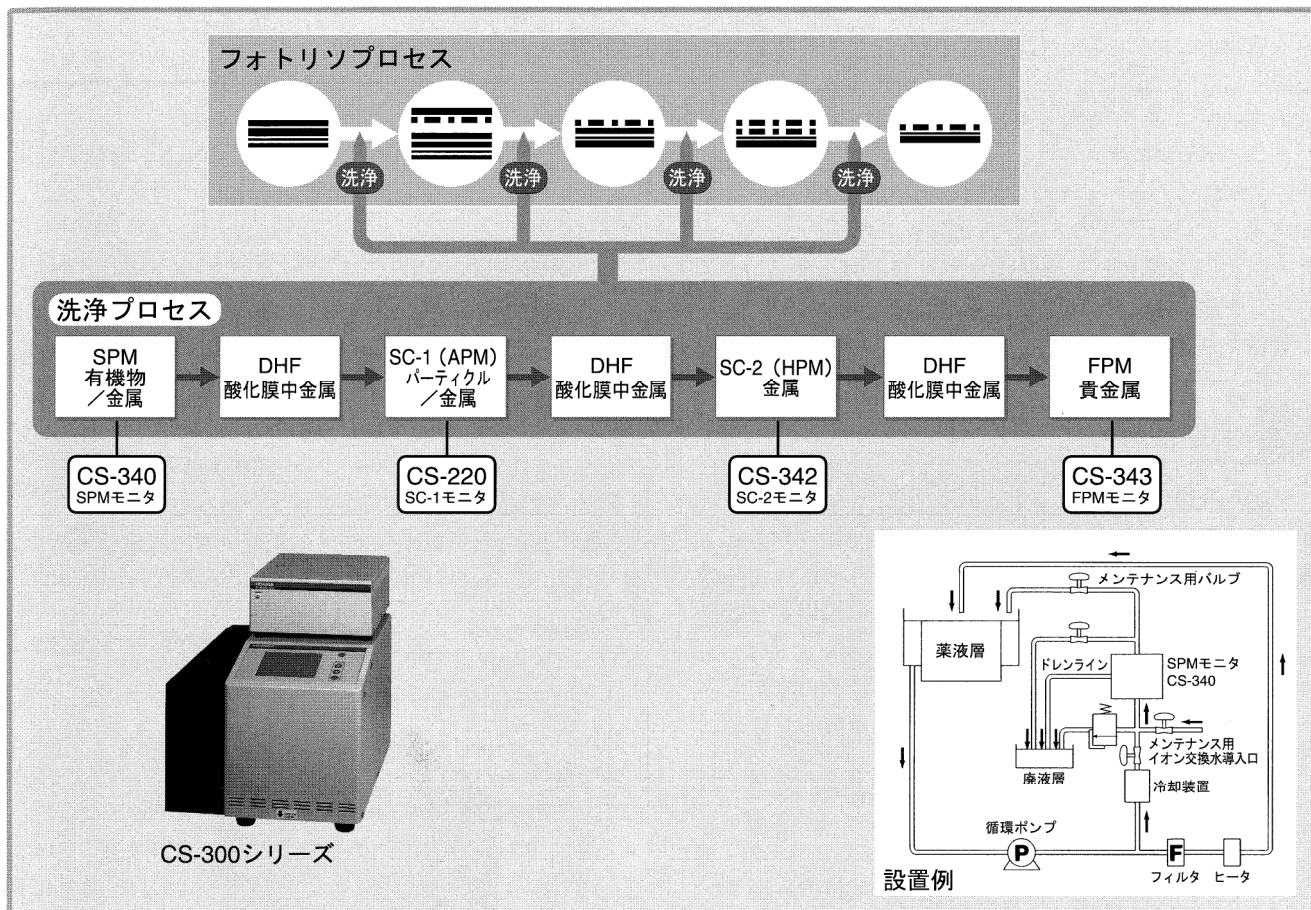 フォトリソプロセス
洗浄
洗浄
洗浄
洗浄
洗浄プロセス
SPM
有機物
／金属
DHF
酸化膜中金属
SC-1（APM）
パーティクル
／金属
DHF
酸化膜中金属
SC-2（HPM）
金属
DHF
酸化膜中金属
FPM
貴金属
CS-340
SPMモニタ
CS-220
SC-1モニタ
CS-342
SC-2モニタ
CS-343
FPMモニタ
CS-300シリーズ
メンテナンス用バルブ
薬液層
ドレンライン
SPMモニタ
CS-340
メンテナンス用
イオン交換水導入口
廃液層
冷却装置
循環ポンプ
P
F
フィルタ
ヒータ
設置例